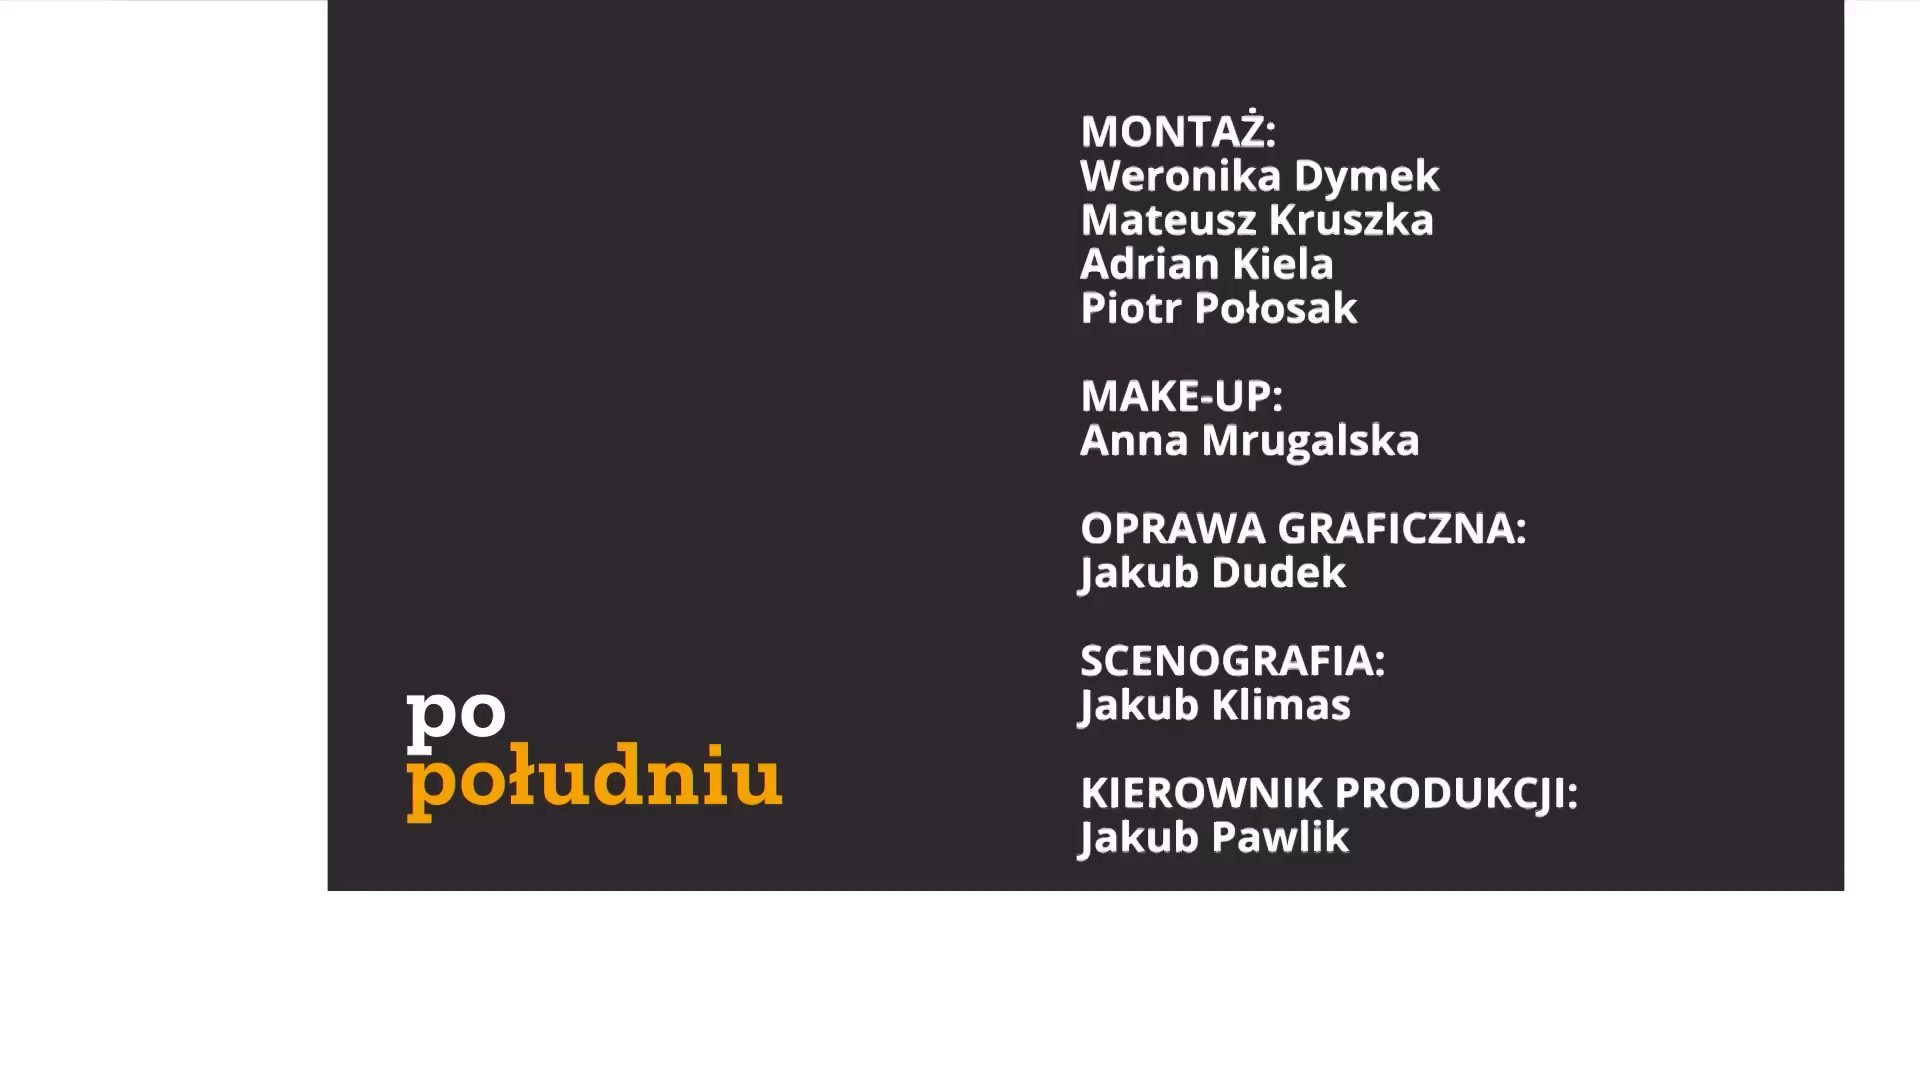 MONTAŻ:
Weronika Dymek
Mateusz Kruszka
Adrian Kiela
Piotr Połosak
MAKE-UP:
Anna Mrugalska
OPRAWA GRAFICZNA:
Jakub Dudek
SCENOGRAFIA:
Jakub Klimas
KIEROWNIK PRODUKCJI:
Jakub Pawlik
po
południu